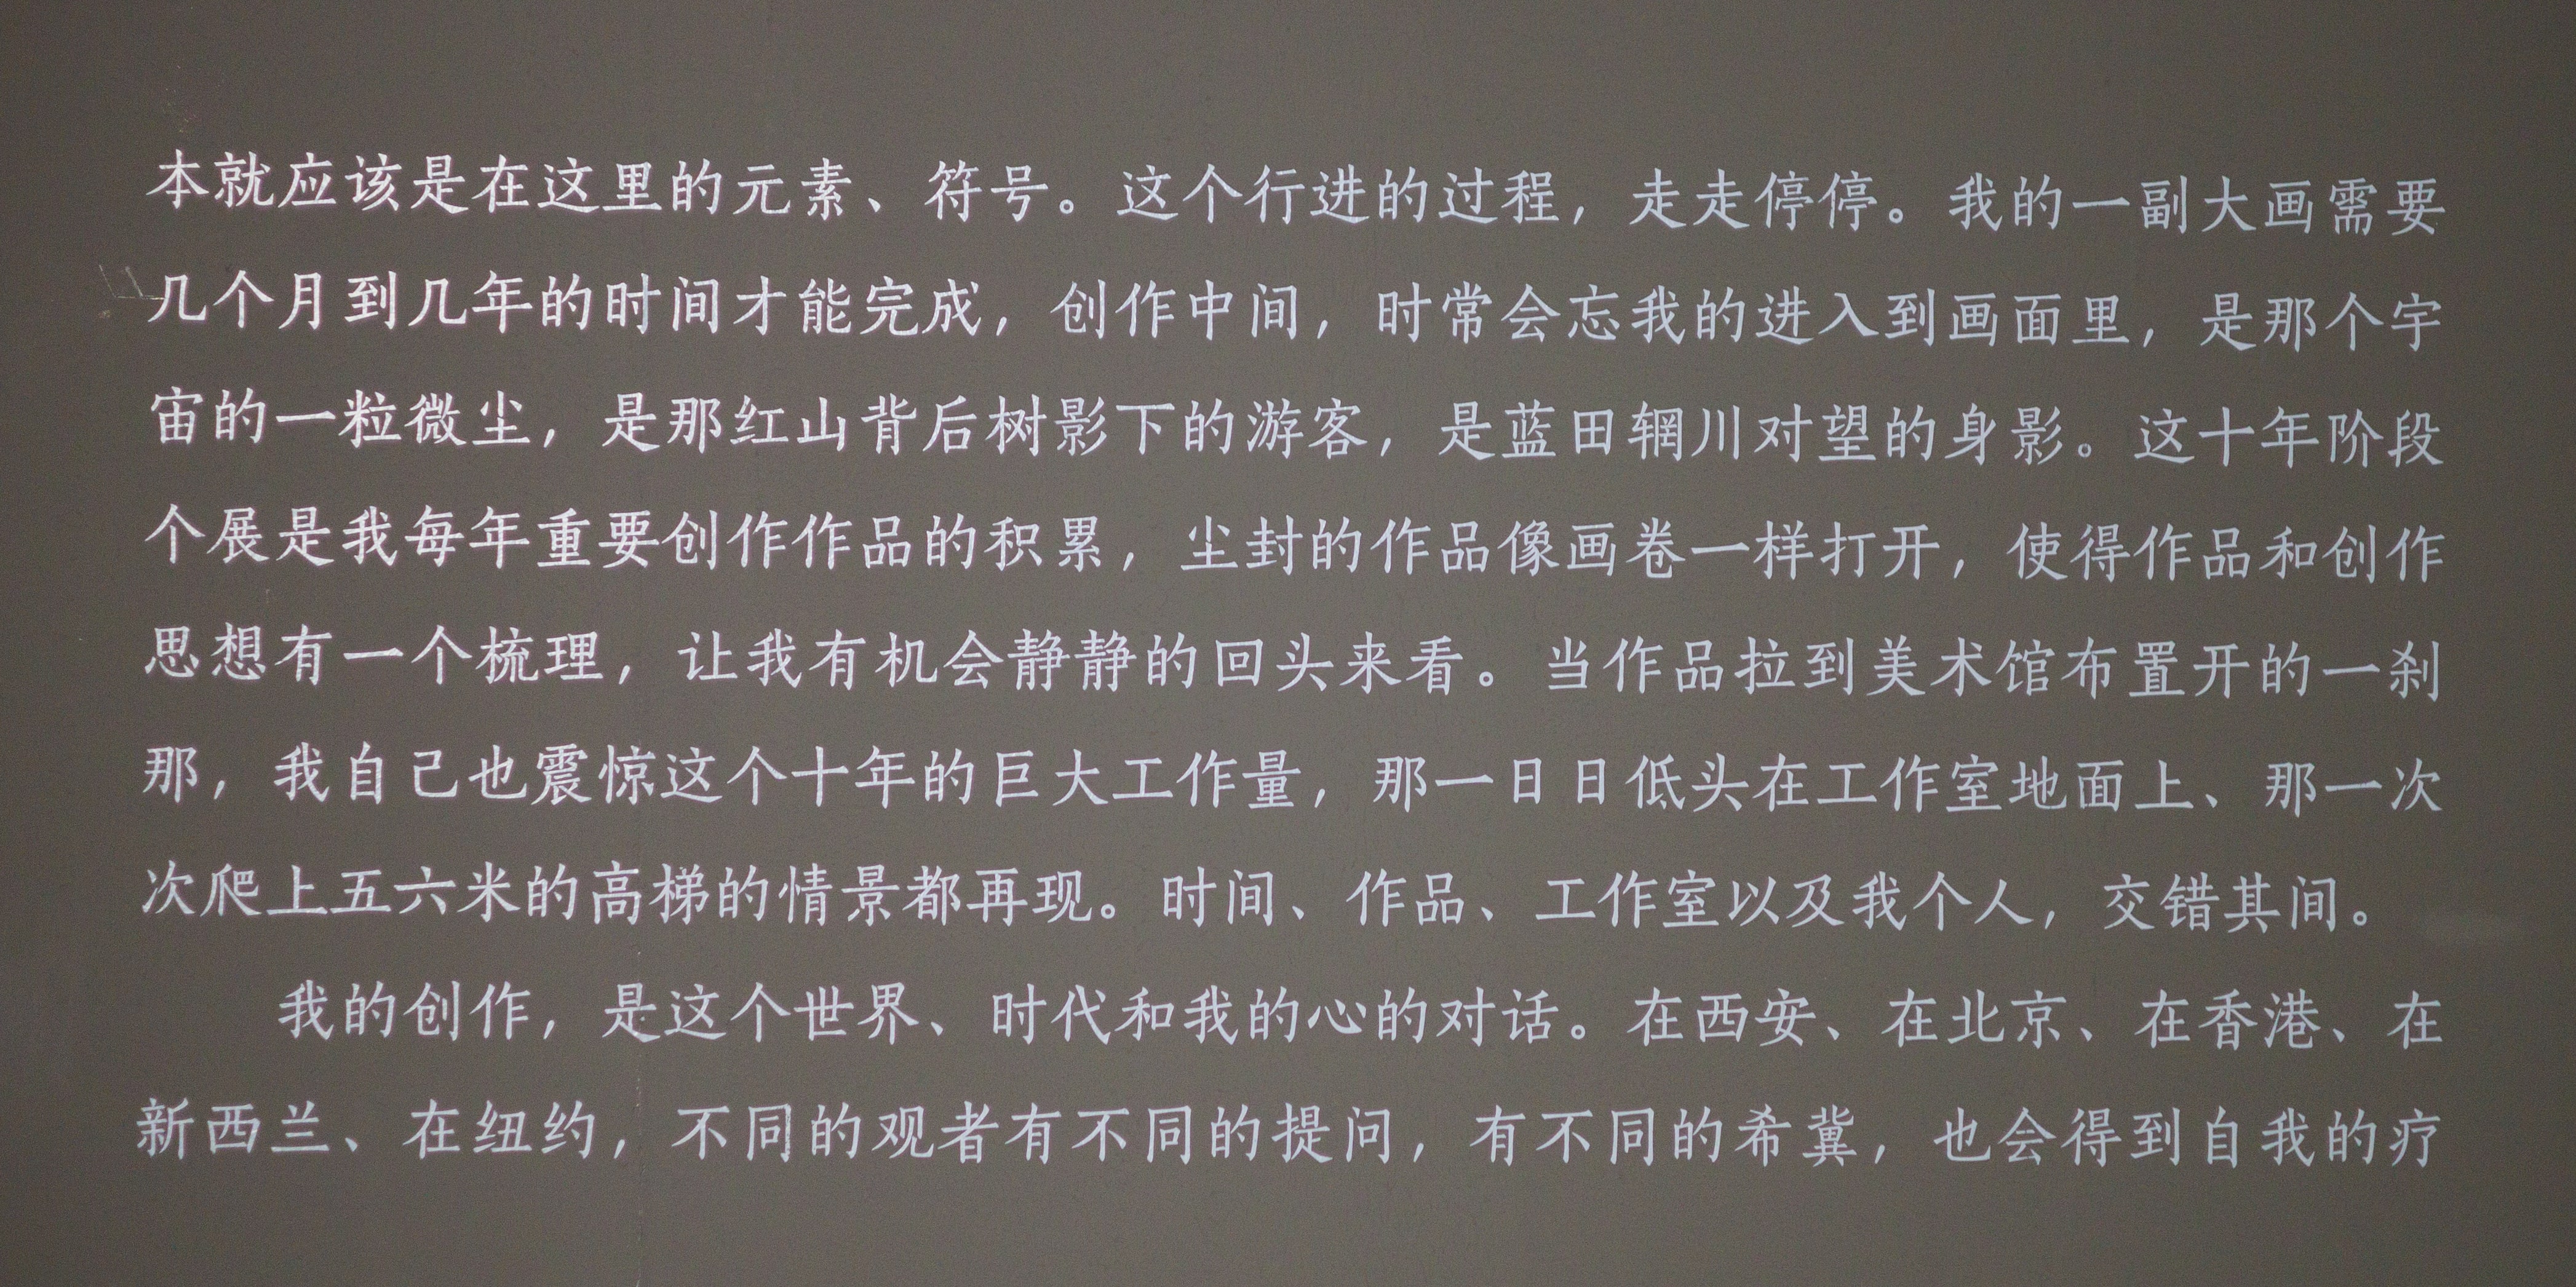 本就应该是在这里的元素、符号。这个行进的过程，走走停停。我的一副大画需要
几个月到几年的时间才能完成，创作中间，时常会忘我的进入到画面里，是那个宇
宙的一粒微尘，是那红山背后树影下的游客，是蓝田辋川对望的身影。这十年阶段
个展是我每年重要创作作品的积累，尘封的作品像画卷一样打开，使得作品和创作
思想有一个梳理，让我有机会静静的回头来看。当作品拉到美术馆布置开的一刹
那，我自己也震惊这个十年的巨大工作量，那一日日低头在工作室地面上、那一次
次爬上五六米的高梯的情景都再现。时间、作品、工作室以及我个人，交错其间。
我的创作，是这个世界、时代和我的心的对话。在西安、在北京、在香港、在
新西兰、在纽约，不同的观者有不同的提问，有不同的希冀，也会得到自我的疗